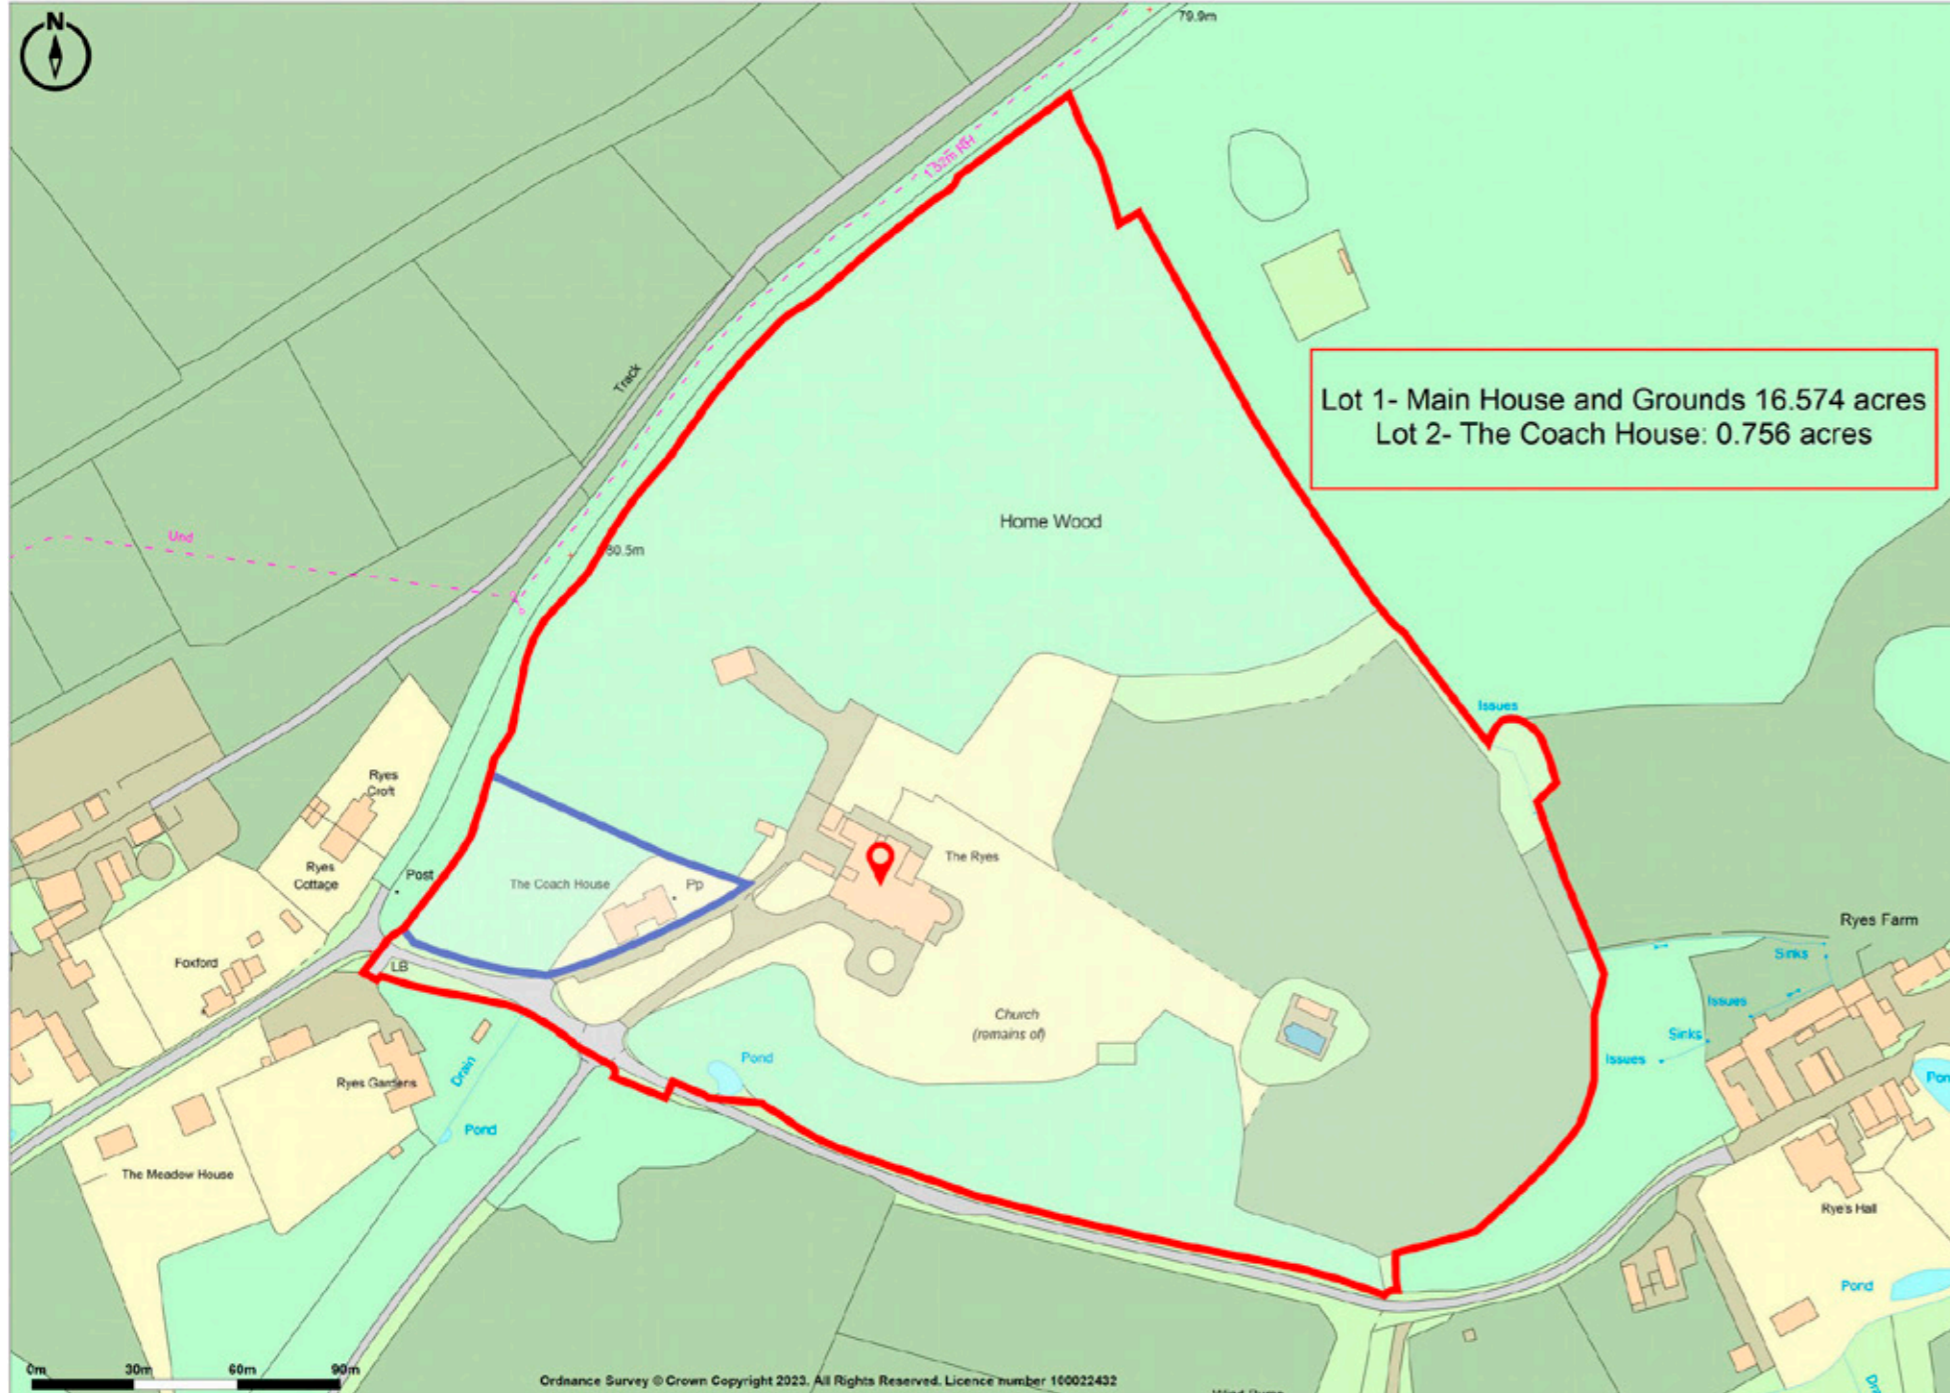 N
79.9m
1.52m RH
Track
Lot 1- Main House and Grounds 16.574 acres
Lot 2- The Coach House: 0.756 acres
Home Wood
Und
80.5m
Issues
Ryes
Croft
Ryes
Cottage
Post
The Coach House
Pp
The Ryes
Ryes Farm
Foxford
LB
Sinks
Issues
Church
(remains of)
Sinks
Issues
Pond
Drain
Ryes Gardens
Pond
The Meadow House
Rye's Hall
Pond
0m 30m 60m 90m
Ordnance Survey © Crown Copyright 2023. All Rights Reserved. Licence number 100022432